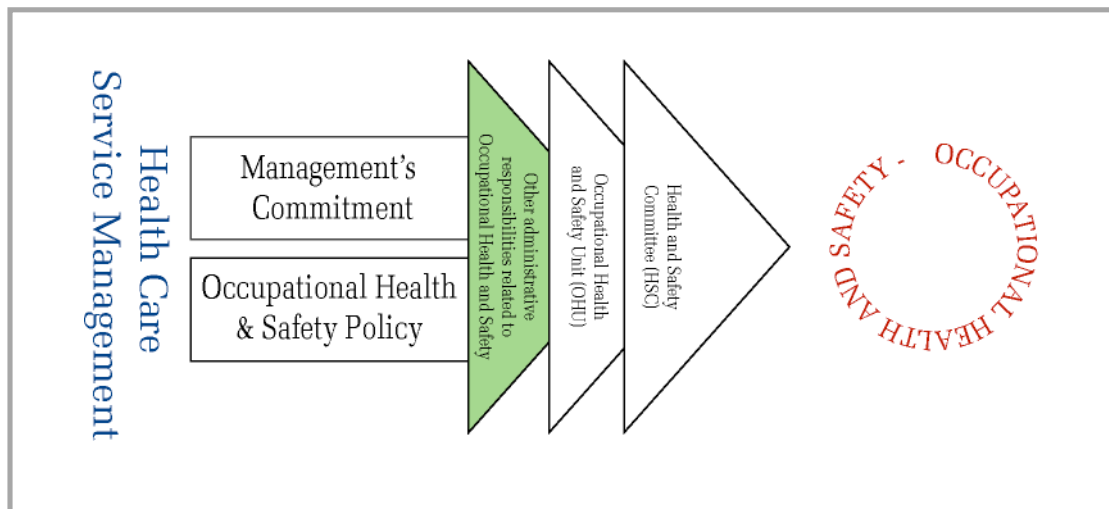 Health Care
Service Management
Management's
Commitment
Occupational Health
& Safety Policy
Other administrative
responsibilities related to
Occupational Health and Safety
Occupational Health
and Safety Unit (OHU)
Health and Safety
Committee (HSC)
OCCUPATIONAL HEALTH AND SAFETY -